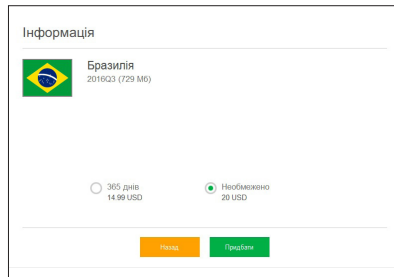 Інформація
Бразилія
2016Q3 (729 Мб)
365 днів
14.99 USD
Необмежено
20 USD
Назад
Придбати